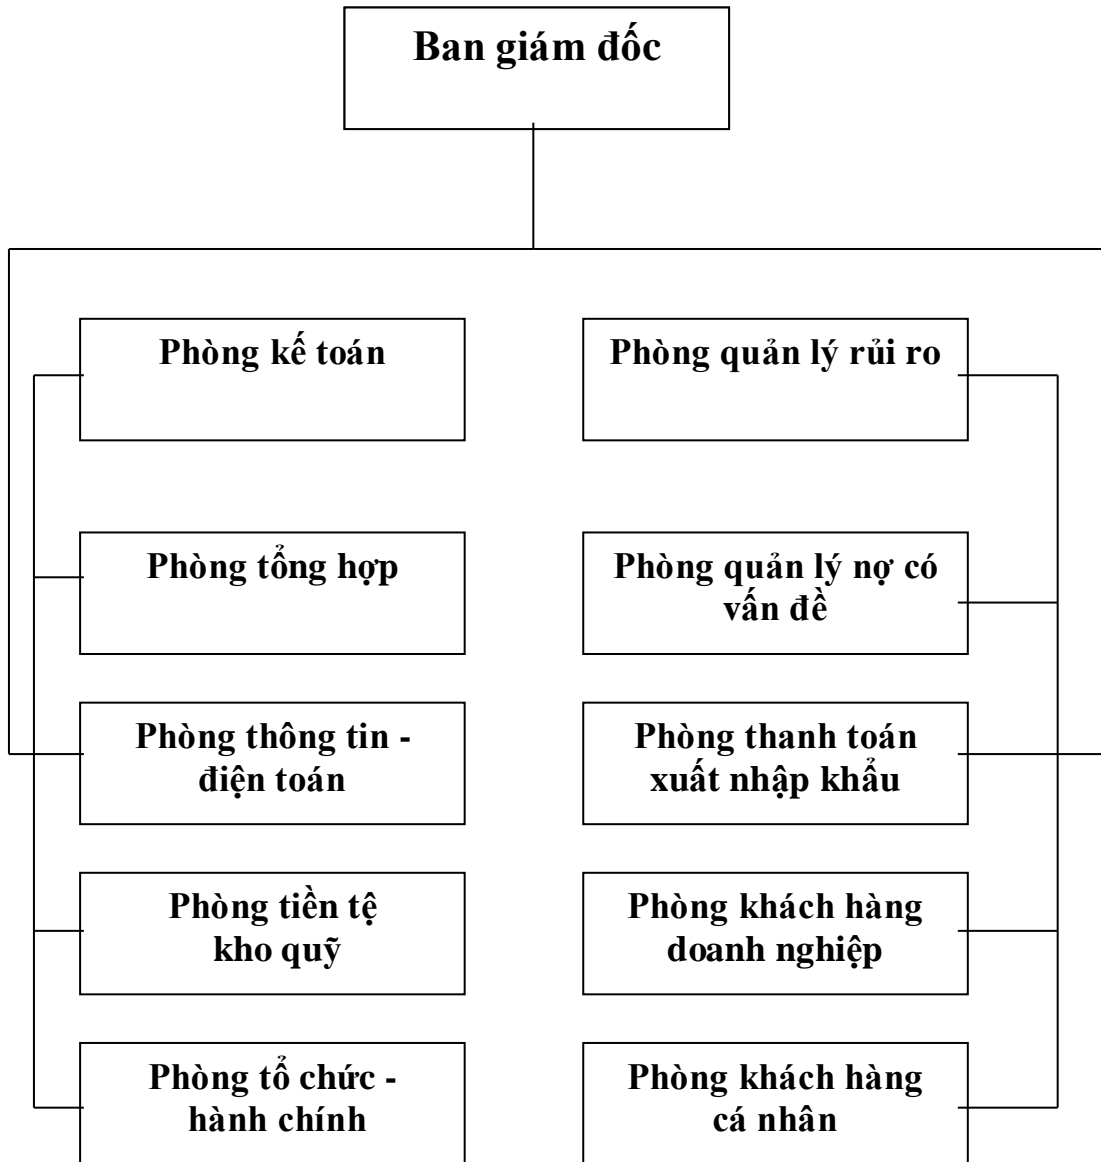 Ban giám đốc
Phòng kế toán
Phòng quản lý rủi ro
Phòng tổng hợp
Phòng quản lý nợ có
vấn đề
Phòng thông tin -
điện toán
Phòng thanh toán
xuất nhập khẩu
Phòng tiền tệ
kho quỹ
Phòng khách hàng
doanh nghiệp
Phòng tổ chức -
hành chính
Phòng khách hàng
cá nhân